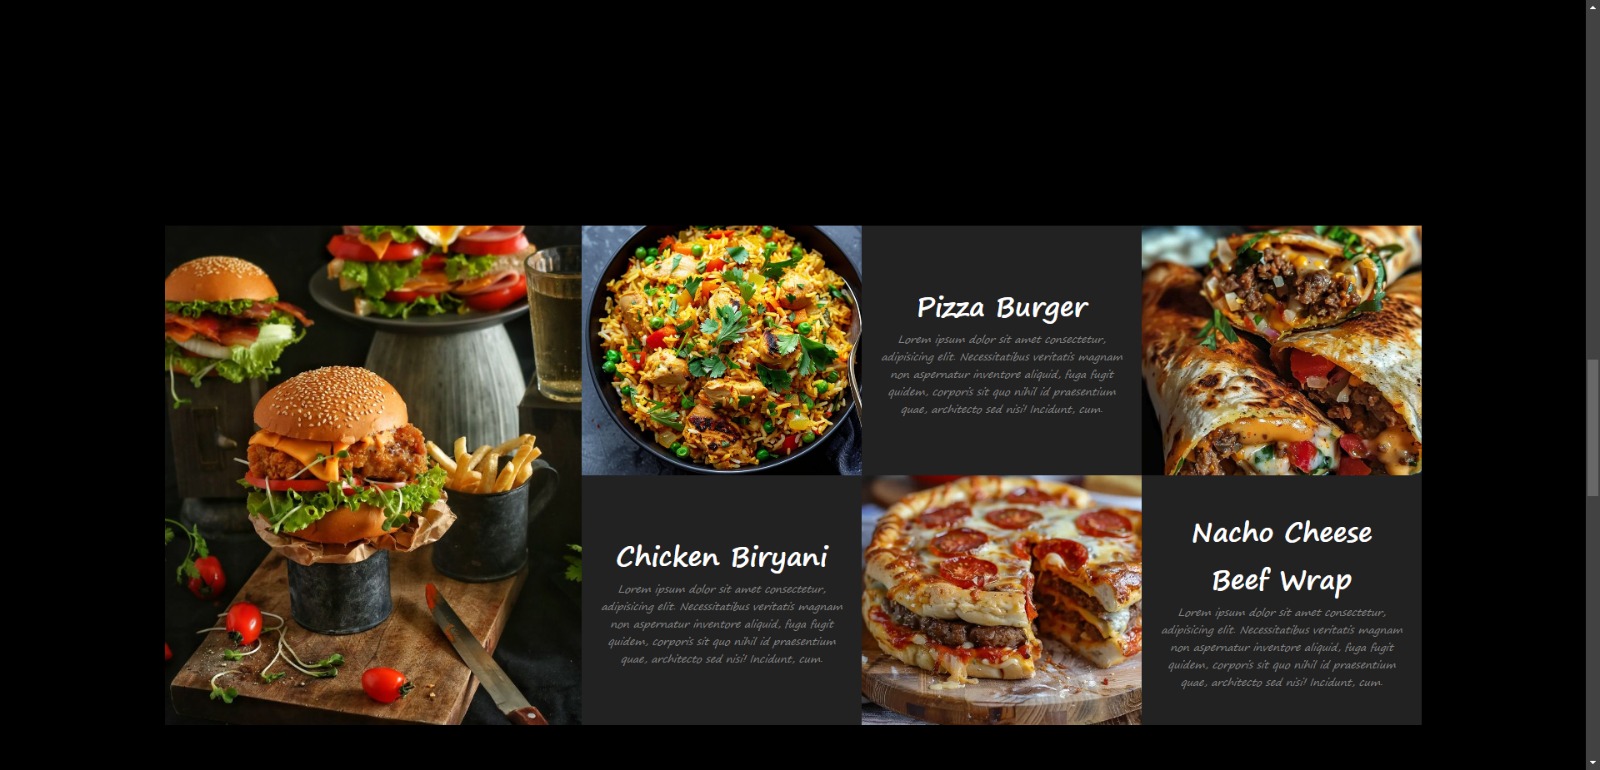 Pizza Burger
Lorem ipsum dolor sit amet consectetur,
adipisicing elit. Necessitatibus veritatis magnam
non aspernatur inventore aliquid, fuga fugit
quidem, corporis sit quo nihil id praesentium
quae, architecto sed nisi! Incidunt, cum.
Chicken Biryani
Lorem ipsum dolor sit amet consectetur,
adipisicing elit. Necessitatibus veritatis magnam
non aspernatur inventore aliquid, fuga fugit
quidem, corporis sit quo nihil id praesentium
quae, architecto sed nisi! Incidunt, cum.
Nacho Cheese
Beef Wrap
Lorem ipsum dolor sit amet consectetur,
adipisicing elit. Necessitatibus veritatis magnam
non aspernatur inventore aliquid, fuga fugit
quidem, corporis sit quo nihil id praesentium
quae, architecto sed nisi! Incidunt, cum.